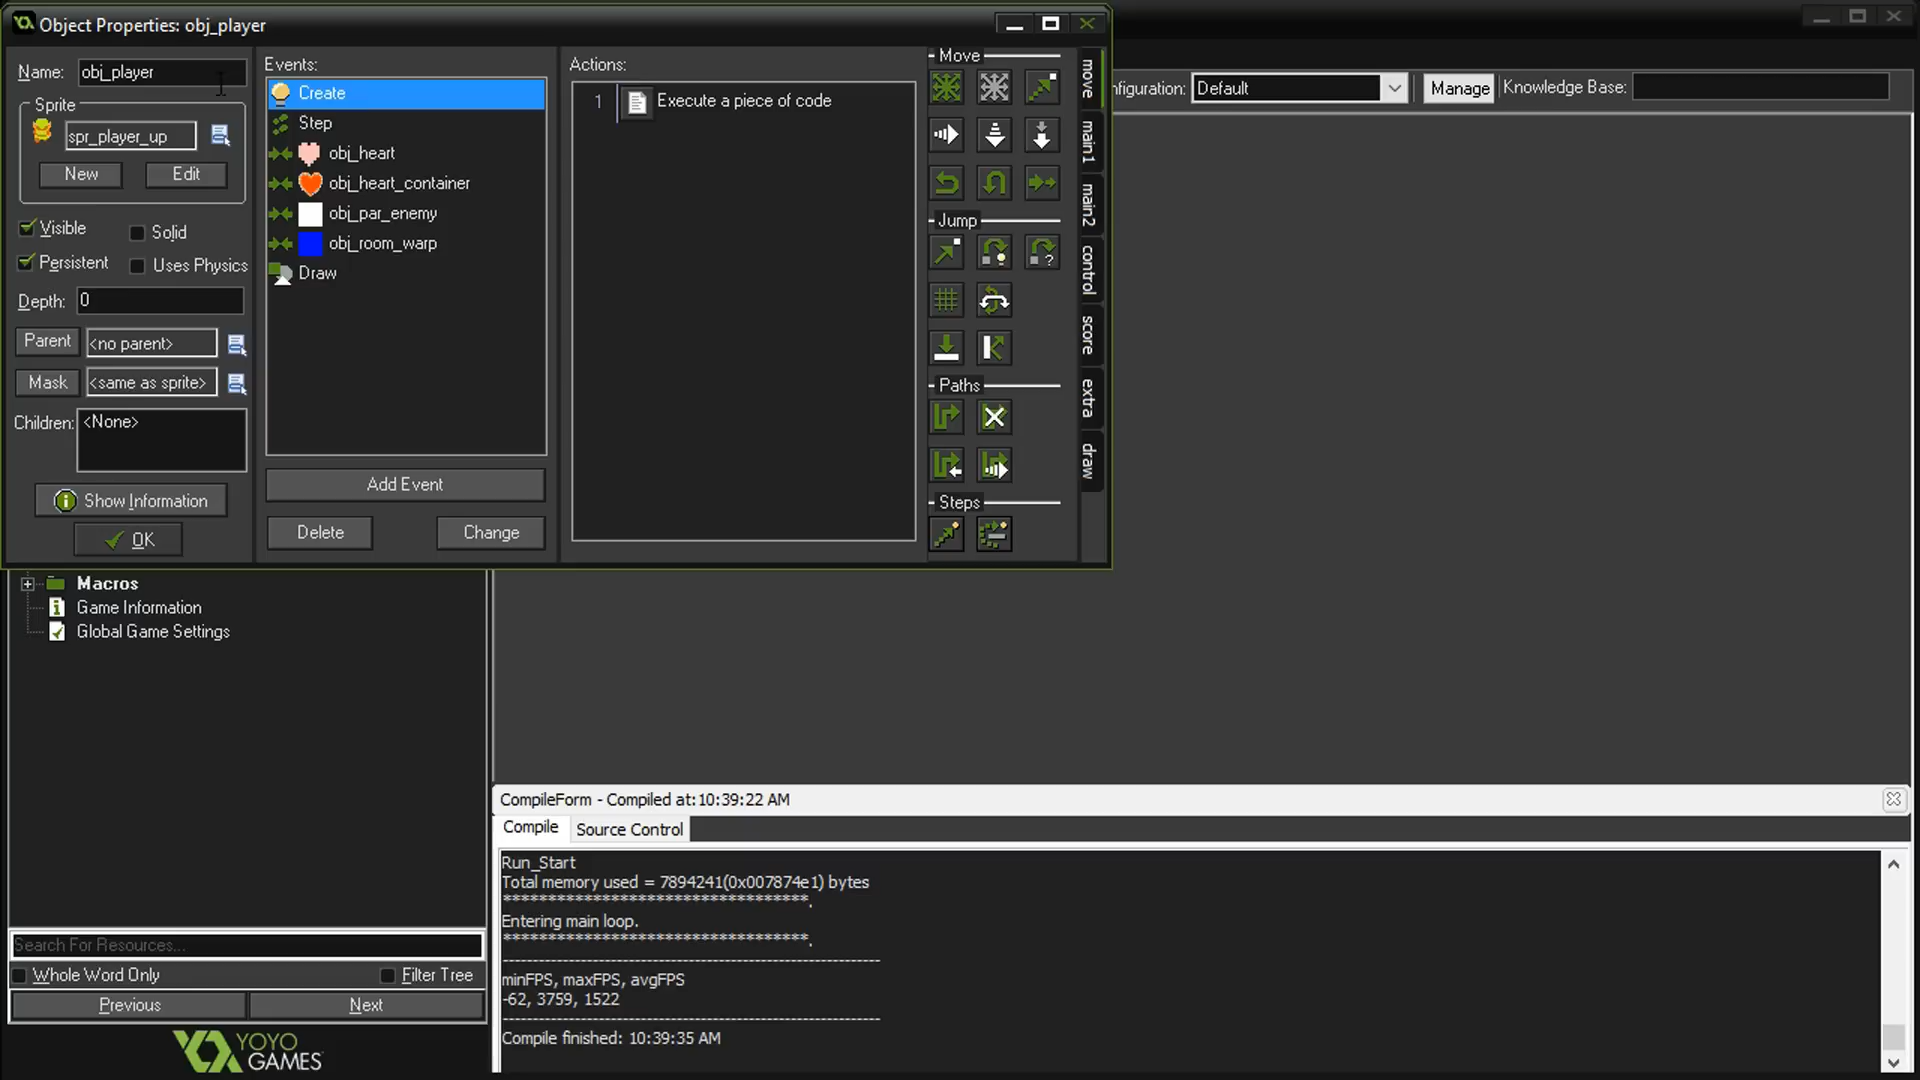 Object Properties: obj_player
Name: obj_player
Sprite
spr_player_up
New Edit
Visible Solid
Persistent Uses Physics
Depth: 0
Parent <no parent>
Mask <same as sprite>
Children: <None>
Show Information
OK
Events:
Create
Step
obj_heart
obj_heart_container
obj_par_enemy
obj_room_warp
Draw
Add Event
Delete Change
Actions:
1 Execute a piece of code
Move
Jump
?
Paths
Steps
move
main1
main2
control
score
extra
draw
nfiguration: Default Manage Knowledge Base:
Macros
Game Information
Global Game Settings
Search For Resources...
Whole Word Only Filter Tree
Previous Next
YOYO
GAMES
CompileForm - Compiled at:10:39:22 AM
Compile Source Control
Run_Start
Total memory used = 7894241(0x007874e1) bytes
**********************************.
Entering main loop.
**********************************.
------------------------------------------------------------
minFPS, maxFPS, avgFPS
-62, 3759, 1522
------------------------------------------------------------
Compile finished: 10:39:35 AM